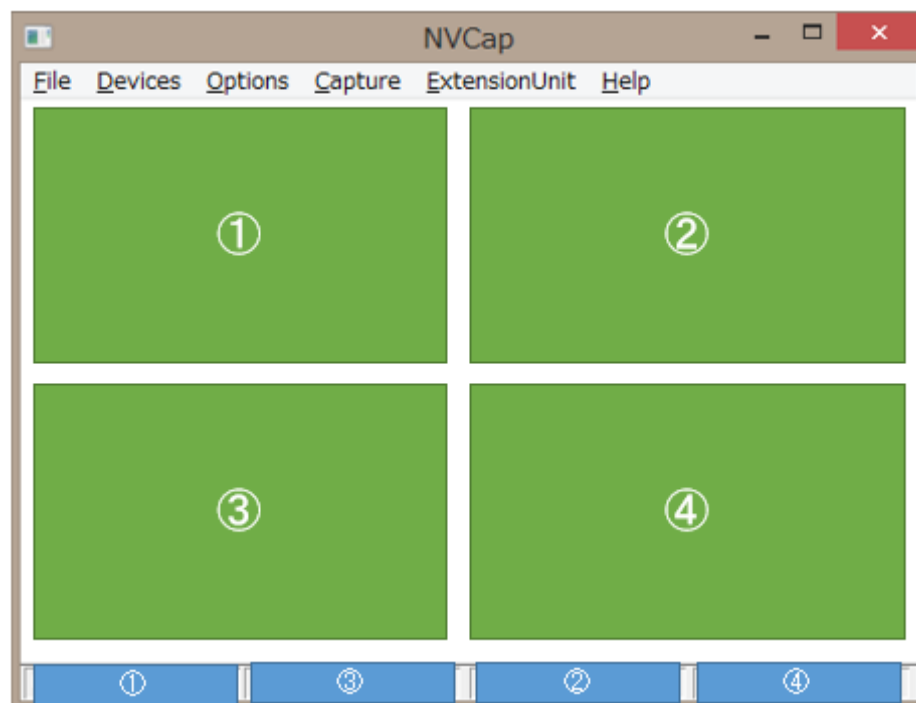 NVCap
File Devices Options Capture ExtensionUnit Help
① ②
③ ④
① ③ ② ④